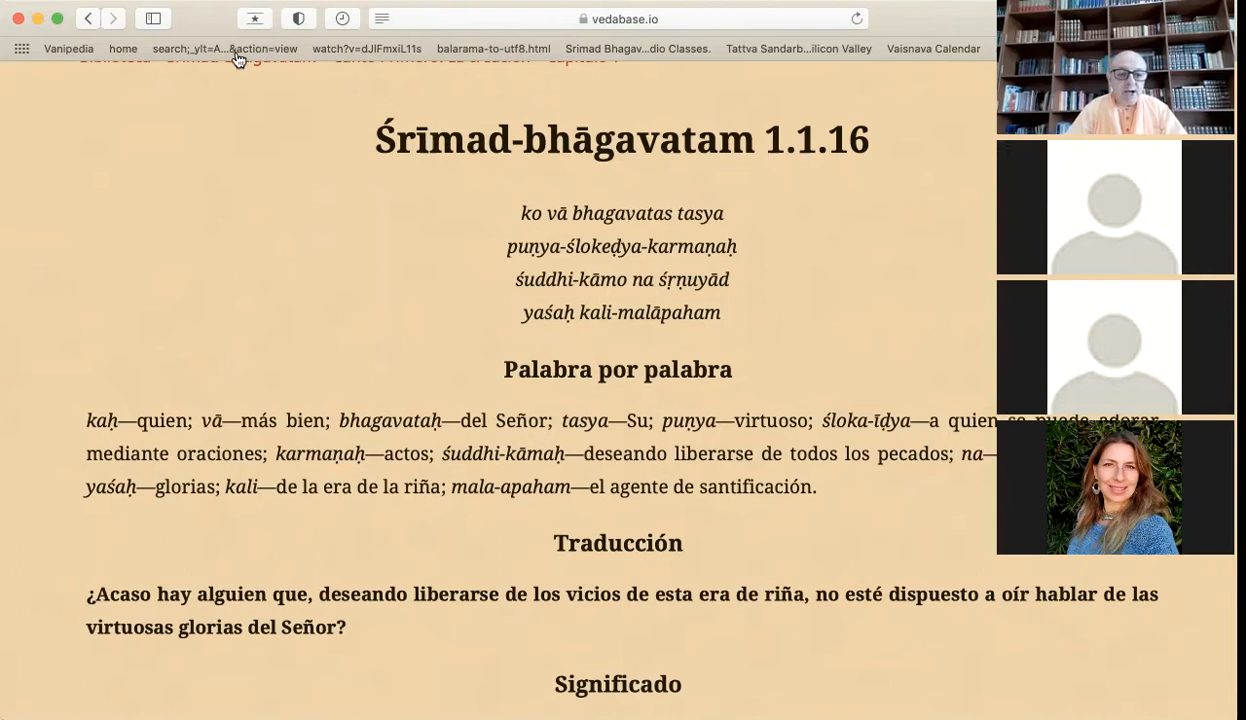 vedabase.io
Vanipedia home search;_ylt=A...&action=view watch?v=dJlFmxiL11s balarama-to-utf8.html Srimad Bhagav...dio Classes. Tattva Sandarb...ilicon Valley Vaisnava Calendar
Śrīmad-bhāgavatam 1.1.16
ko vā bhagavatas tasya
puṇya-ślokeḍya-karmaṇaḥ
śuddhi-kāmo na śṛṇuyād
yaśaḥ kali-malāpaham
Palabra por palabra
kaḥ—quien; vā—más bien; bhagavataḥ—del Señor; tasya—Su; puṇya—virtuoso; śloka-īḍya—a quien se puede adorar
mediante oraciones; karmaṇaḥ—actos; śuddhi-kāmaḥ—deseando liberarse de todos los pecados; na—
yaśaḥ—glorias; kali—de la era de la riña; mala-apaham—el agente de santificación.
Traducción
¿Acaso hay alguien que, deseando liberarse de los vicios de esta era de riña, no esté dispuesto a oír hablar de las
virtuosas glorias del Señor?
Significado